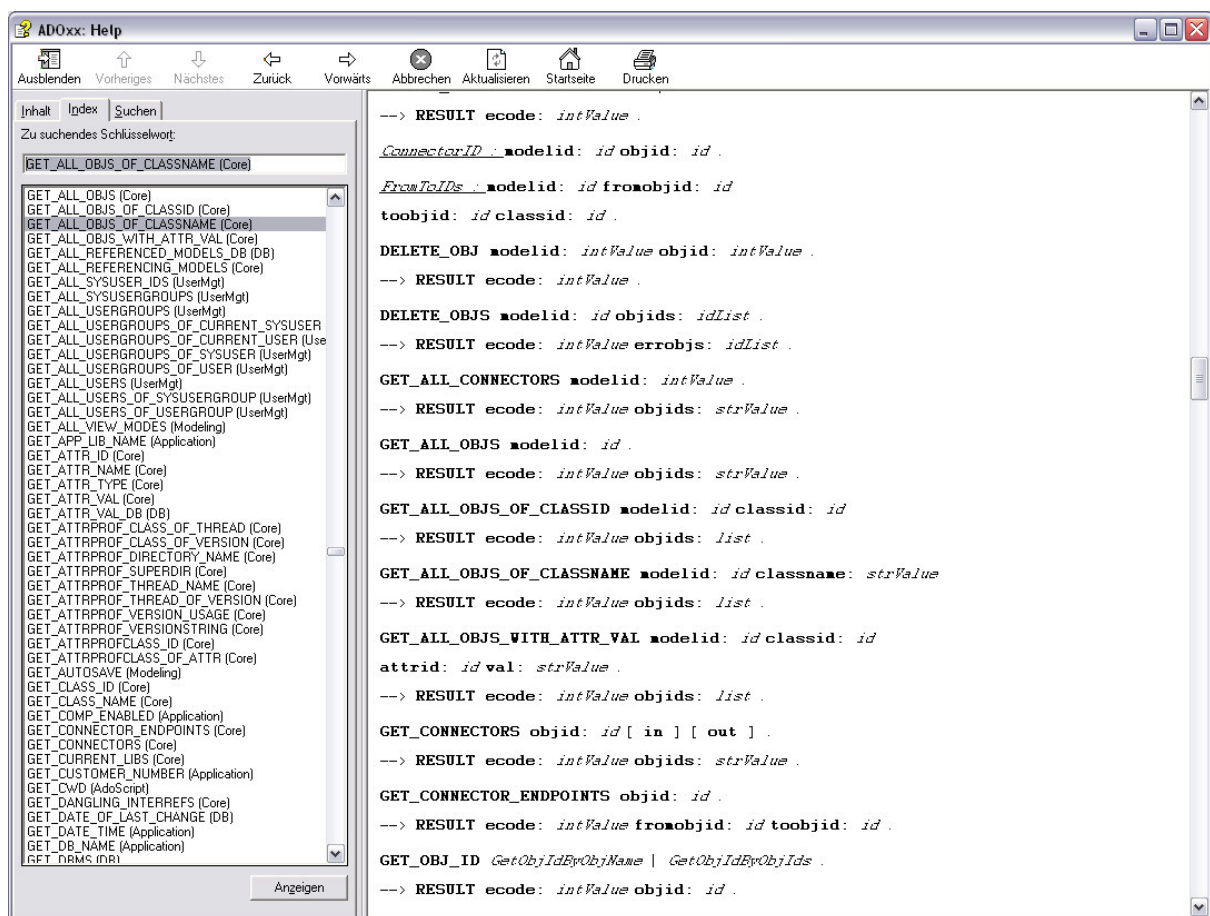 ADOxx: Help
Ausblenden Vorheriges Nächstes Zurück Vorwärts Abbrechen Aktualisieren Startseite Drucken
Inhalt Index Suchen
Zu suchendes Schlüsselwort:
GET_ALL_OBJS_OF_CLASSNAME (Core)
GET_ALL_OBJS (Core)
GET_ALL_OBJS_OF_CLASSID (Core)
GET_ALL_OBJS_OF_CLASSNAME (Core)
GET_ALL_OBJS_WITH_ATTR_VAL (Core)
GET_ALL_REFERENCED_MODELS_DB (DB)
GET_ALL_REFERENCING_MODELS (Core)
GET_ALL_SYSUSER_IDS (UserMgt)
GET_ALL_SYSUSERGROUPS (UserMgt)
GET_ALL_USERGROUPS (UserMgt)
GET_ALL_USERGROUPS_OF_CURRENT_SYSUSER
GET_ALL_USERGROUPS_OF_CURRENT_USER (Use
GET_ALL_USERGROUPS_OF_SYSUSER (UserMgt)
GET_ALL_USERGROUPS_OF_USER (UserMgt)
GET_ALL_USERS (UserMgt)
GET_ALL_USERS_OF_SYSUSERGROUP (UserMgt)
GET_ALL_USERS_OF_USERGROUP (UserMgt)
GET_ALL_VIEW_MODES (Modeling)
GET_APP_LIB_NAME (Application)
GET_ATTR_ID (Core)
GET_ATTR_NAME (Core)
GET_ATTR_TYPE (Core)
GET_ATTR_VAL (Core)
GET_ATTR_VAL_DB (DB)
GET_ATTRPROF_CLASS_OF_THREAD (Core)
GET_ATTRPROF_CLASS_OF_VERSION (Core)
GET_ATTRPROF_DIRECTORY_NAME (Core)
GET_ATTRPROF_SUPERDIR (Core)
GET_ATTRPROF_THREAD_NAME (Core)
GET_ATTRPROF_THREAD_OF_VERSION (Core)
GET_ATTRPROF_VERSION_USAGE (Core)
GET_ATTRPROF_VERSIONSTRING (Core)
GET_ATTRPROFCLASS_ID (Core)
GET_ATTRPROFCLASS_OF_ATTR (Core)
GET_AUTOSAVE (Modeling)
GET_CLASS_ID (Core)
GET_CLASS_NAME (Core)
GET_COMP_ENABLED (Application)
GET_CONNECTOR_ENDPOINTS (Core)
GET_CONNECTORS (Core)
GET_CURRENT_LIBS (Core)
GET_CUSTOMER_NUMBER (Application)
GET_CWD (AdoScript)
GET_DANGLING_INTERREFS (Core)
GET_DATE_OF_LAST_CHANGE (DB)
GET_DATE_TIME (Application)
GET_DB_NAME (Application)
GET_DBMS (DB)
Anzeigen
--> RESULT ecode: intValue .
ConnectorID : modelid: id objid: id .
FromToIDs : modelid: id fromobjid: id
toobjid: id classid: id .
DELETE_OBJ modelid: intValue objid: intValue .
--> RESULT ecode: intValue .
DELETE_OBJS modelid: id objids: idList .
--> RESULT ecode: intValue errobjs: idList .
GET_ALL_CONNECTORS modelid: intValue .
--> RESULT ecode: intValue objids: strValue .
GET_ALL_OBJS modelid: id .
--> RESULT ecode: intValue objids: strValue .
GET_ALL_OBJS_OF_CLASSID modelid: id classid: id
--> RESULT ecode: intValue objids: list .
GET_ALL_OBJS_OF_CLASSNAME modelid: id classname: strValue
--> RESULT ecode: intValue objids: list .
GET_ALL_OBJS_WITH_ATTR_VAL modelid: id classid: id
attrid: id val: strValue .
--> RESULT ecode: intValue objids: list .
GET_CONNECTORS objid: id [ in ] [ out ] .
--> RESULT ecode: intValue objids: strValue .
GET_CONNECTOR_ENDPOINTS objid: id .
--> RESULT ecode: intValue fromobjid: id toobjid: id .
GET_OBJ_ID GetObjIdByObjName | GetObjIdByObjIds .
--> RESULT ecode: intValue objid: id .